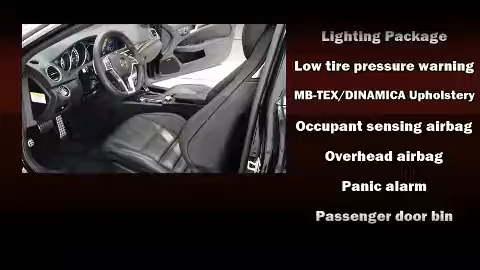 Lighting Package
Low tire pressure warning
MB-TEX/DINAMICA Upholstery
Occupant sensing airbag
Overhead airbag
Panic alarm
Passenger door bin